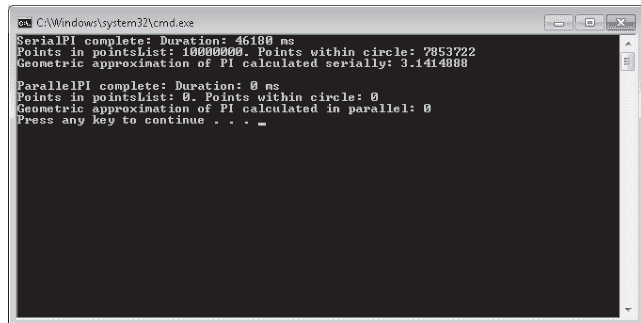 C:\Windows\system32\cmd.exe
SerialPI complete: Duration: 46180 ms
Points in pointsList: 10000000. Points within circle: 7853722
Geometric approximation of PI calculated serially: 3.1414888
ParallelPI complete: Duration: 0 ms
Points in pointsList: 0. Points within circle: 0
Geometric approximation of PI calculated in parallel: 0
Press any key to continue . . . _